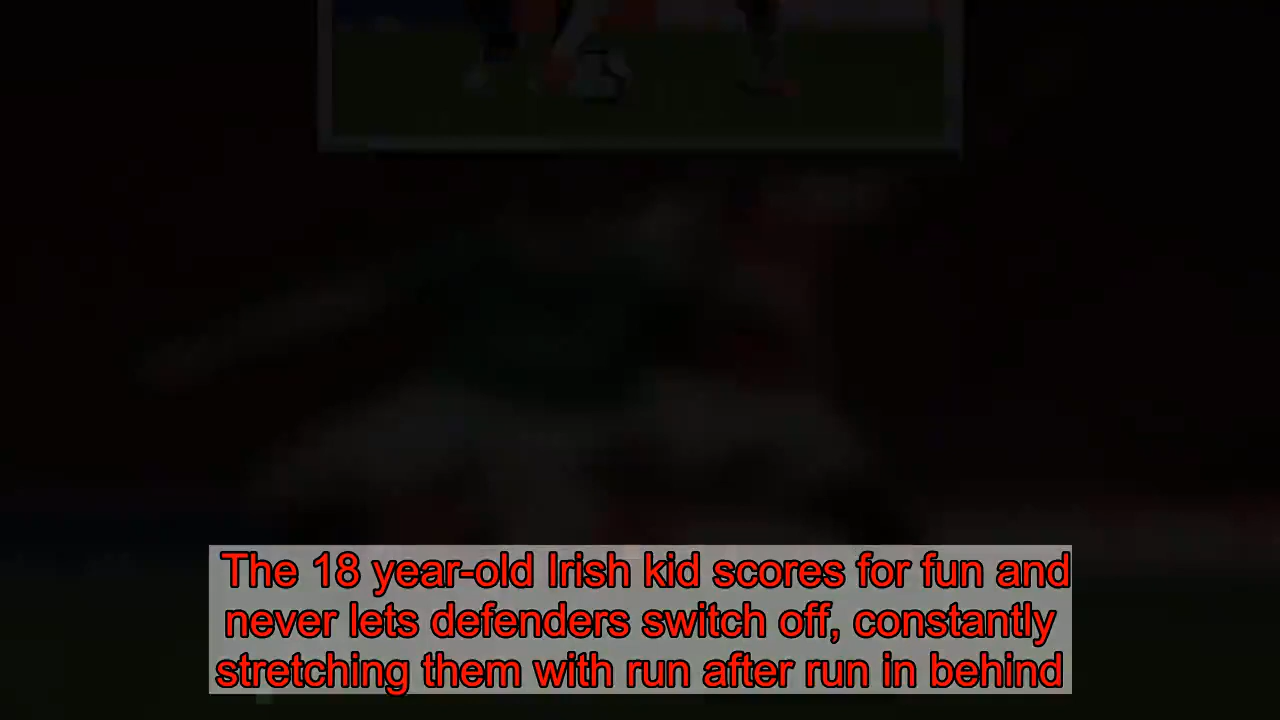 The 18 year-old Irish kid scores for fun and
never lets defenders switch off, constantly
stretching them with run after run in behind